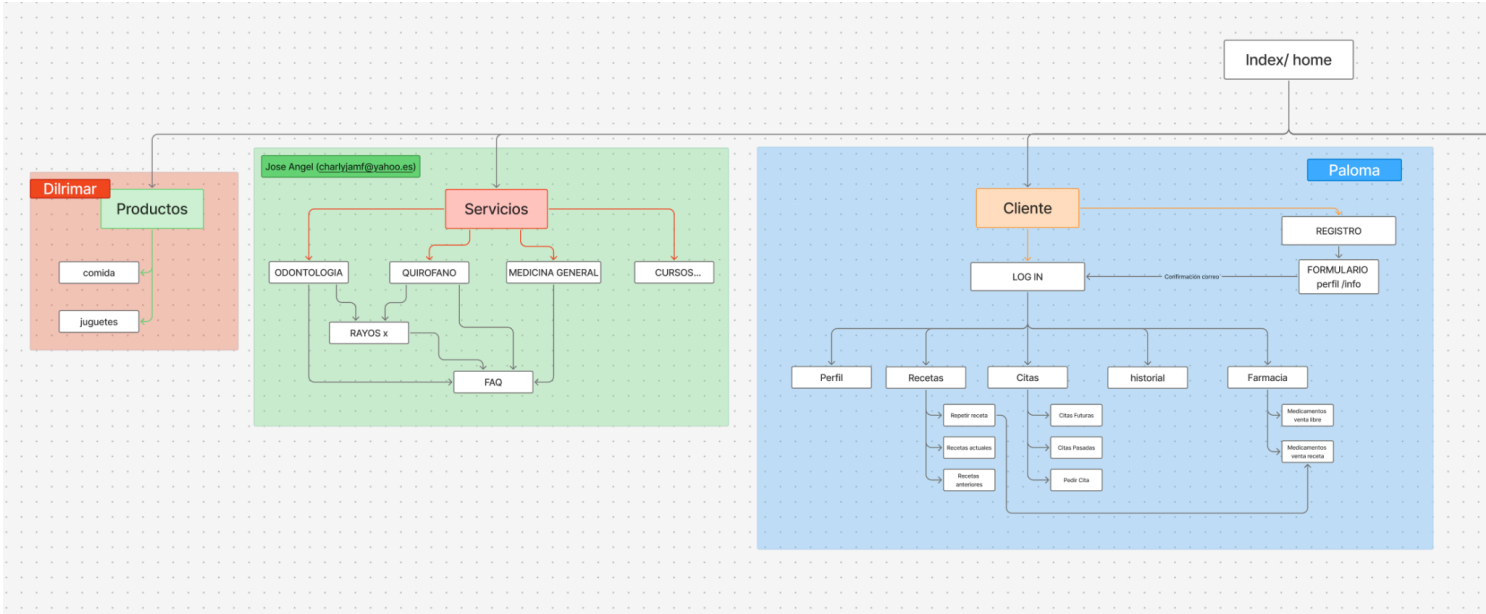 Index/ home
Dilrimar
Productos
comida
juguetes
Jose Angel (charlyjamf@yahoo.es)
Servicios
ODONTOLOGIA
QUIROFANO
MEDICINA GENERAL
CURSOS...
RAYOS x
FAQ
Paloma
Cliente
REGISTRO
LOG IN
Confirmación correo
FORMULARIO
perfil /info
Perfil
Recetas
Citas
historial
Farmacia
Repetir receta
Recetas actuales
Recetas
anteriores
Citas Futuras
Citas Pasadas
Pedir Cita
Medicamentos
venta libre
Medicamentos
venta receta